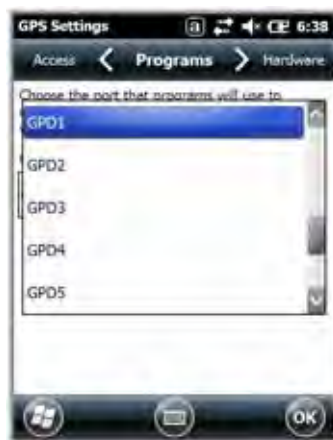 GPS Settings a 6:38
Access Programs Hardware
Choose the port that programs will use to
GPD1
GPD2
GPD3
GPD4
GPD5
OK